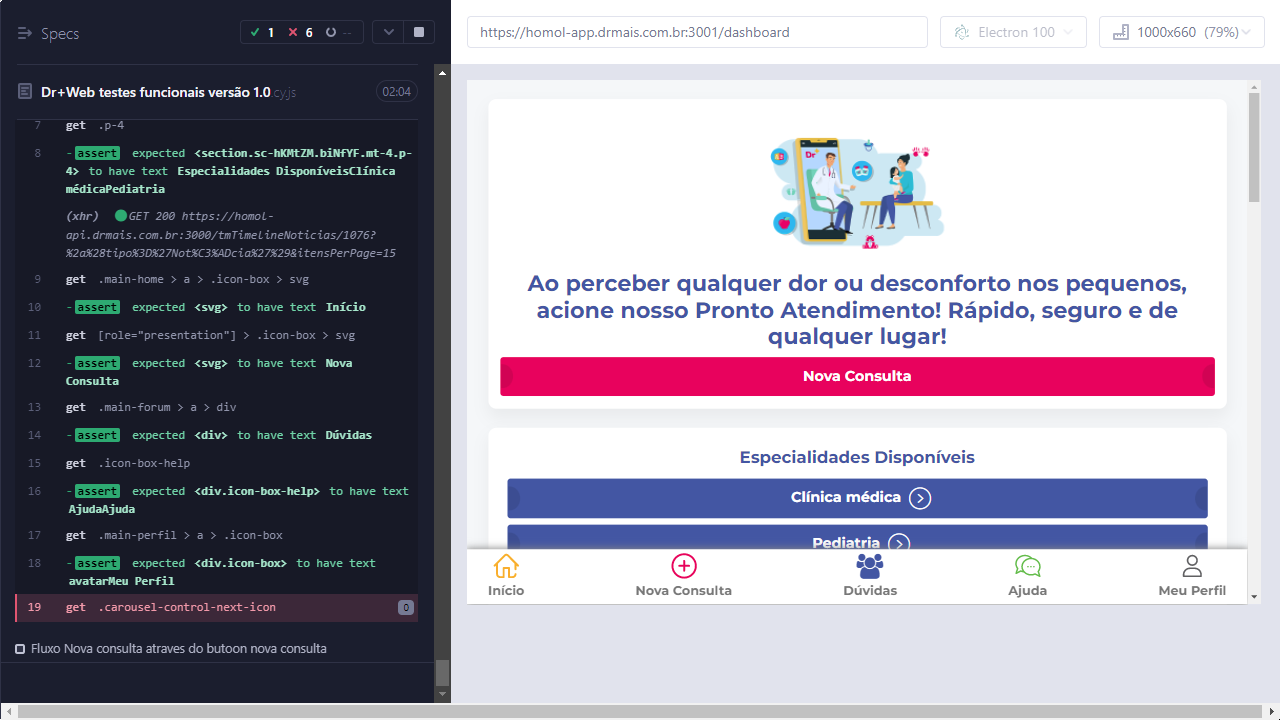 Specs
1
6
--
Dr+Web testes funcionais versão 1.0.cy.js
02:04
7 get .p-4
8 -assert expected <section.sc-hKMtZM.biNfYF.mt-4.p-
4> to have text Especialidades DisponíveisClínica
médicaPediatria
(xhr) GET 200 https://homol-
api.drmais.com.br:3000/tmTimelineNoticias/1076?
%2a%28tipo%3D%27Not%C3%ADcia%27%29&itensPerPage=15
9 get .main-home > a > .icon-box > svg
10 -assert expected <svg> to have text Início
11 get [role="presentation"] > .icon-box > svg
12 -assert expected <svg> to have text Nova
Consulta
13 get .main-forum > a > div
14 -assert expected <div> to have text Dúvidas
15 get .icon-box-help
16 -assert expected <div.icon-box-help> to have text
AjudaAjuda
17 get .main-perfil > a > .icon-box
18 -assert expected <div.icon-box> to have text
avatarMeu Perfil
19 get .carousel-control-next-icon 0
Fluxo Nova consulta atraves do butoon nova consulta
https://homol-app.drmais.com.br:3001/dashboard
Electron 100
1000x660 (79%)
Dr+
Ao perceber qualquer dor ou desconforto nos pequenos,
acione nosso Pronto Atendimento! Rápido, seguro e de
qualquer lugar!
Nova Consulta
Especialidades Disponíveis
Clínica médica
Pediatria
Início
Nova Consulta
Dúvidas
Ajuda
Meu Perfil